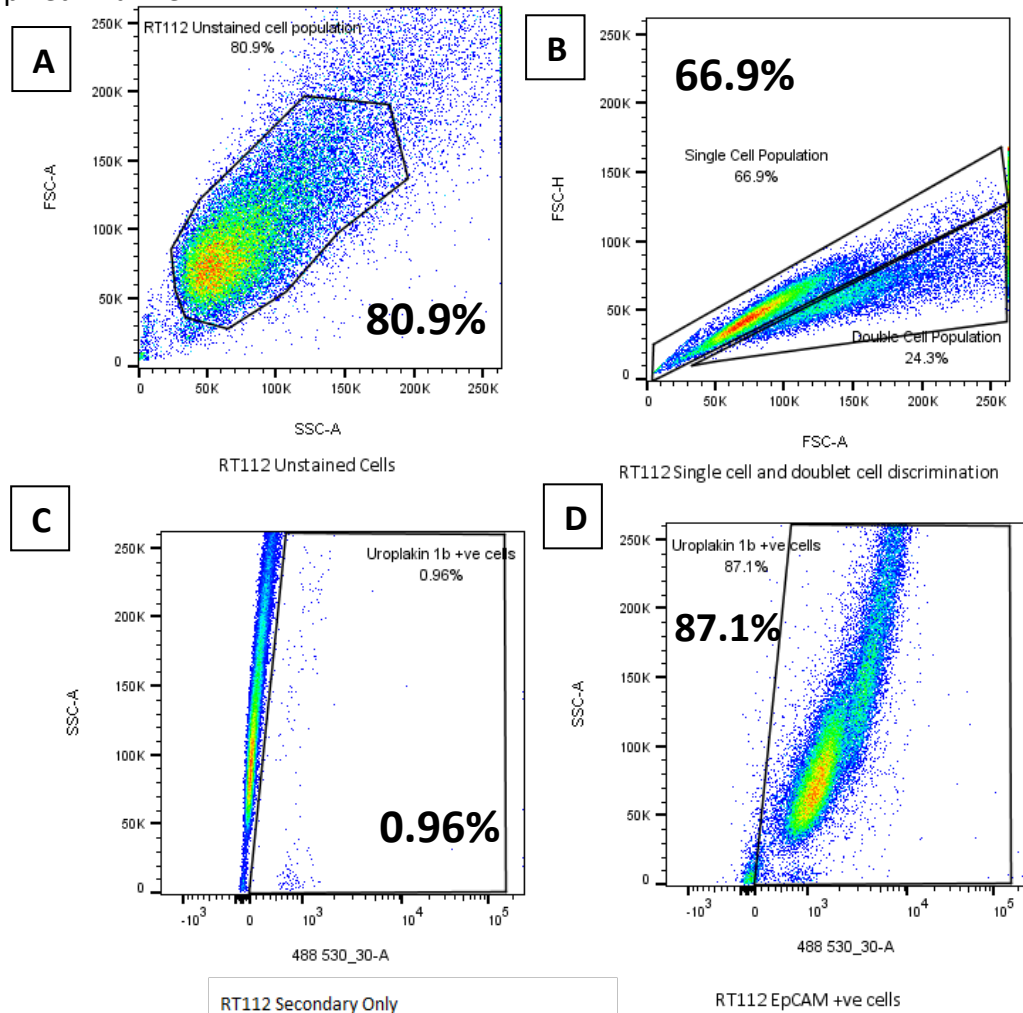 A
RT112 Unstained cell population
80.9%
250K
200K
150K
100K
50K
0
FSC-A
80.9%
0 50K 100K 150K 200K 250K
SSC-A
RT112 Unstained Cells
B
66.9%
Single Cell Population
66.9%
250K
200K
150K
100K
50K
0
FSC-H
Double Cell Population
24.3%
0 50K 100K 150K 200K 250K
FSC-A
RT112 Single cell and doublet cell discrimination
C
Uroplakin 1b +ve cells
0.96%
250K
200K
150K
100K
50K
0
SSC-A
0.96%
-10³ 0 10³ 10⁴ 10⁵
488 530_30-A
RT112 Secondary Only
D
Uroplakin 1b +ve cells
87.1%
87.1%
250K
200K
150K
100K
50K
0
SSC-A
-10³ 0 10³ 10⁴ 10⁵
488 530_30-A
RT112 EpCAM +ve cells